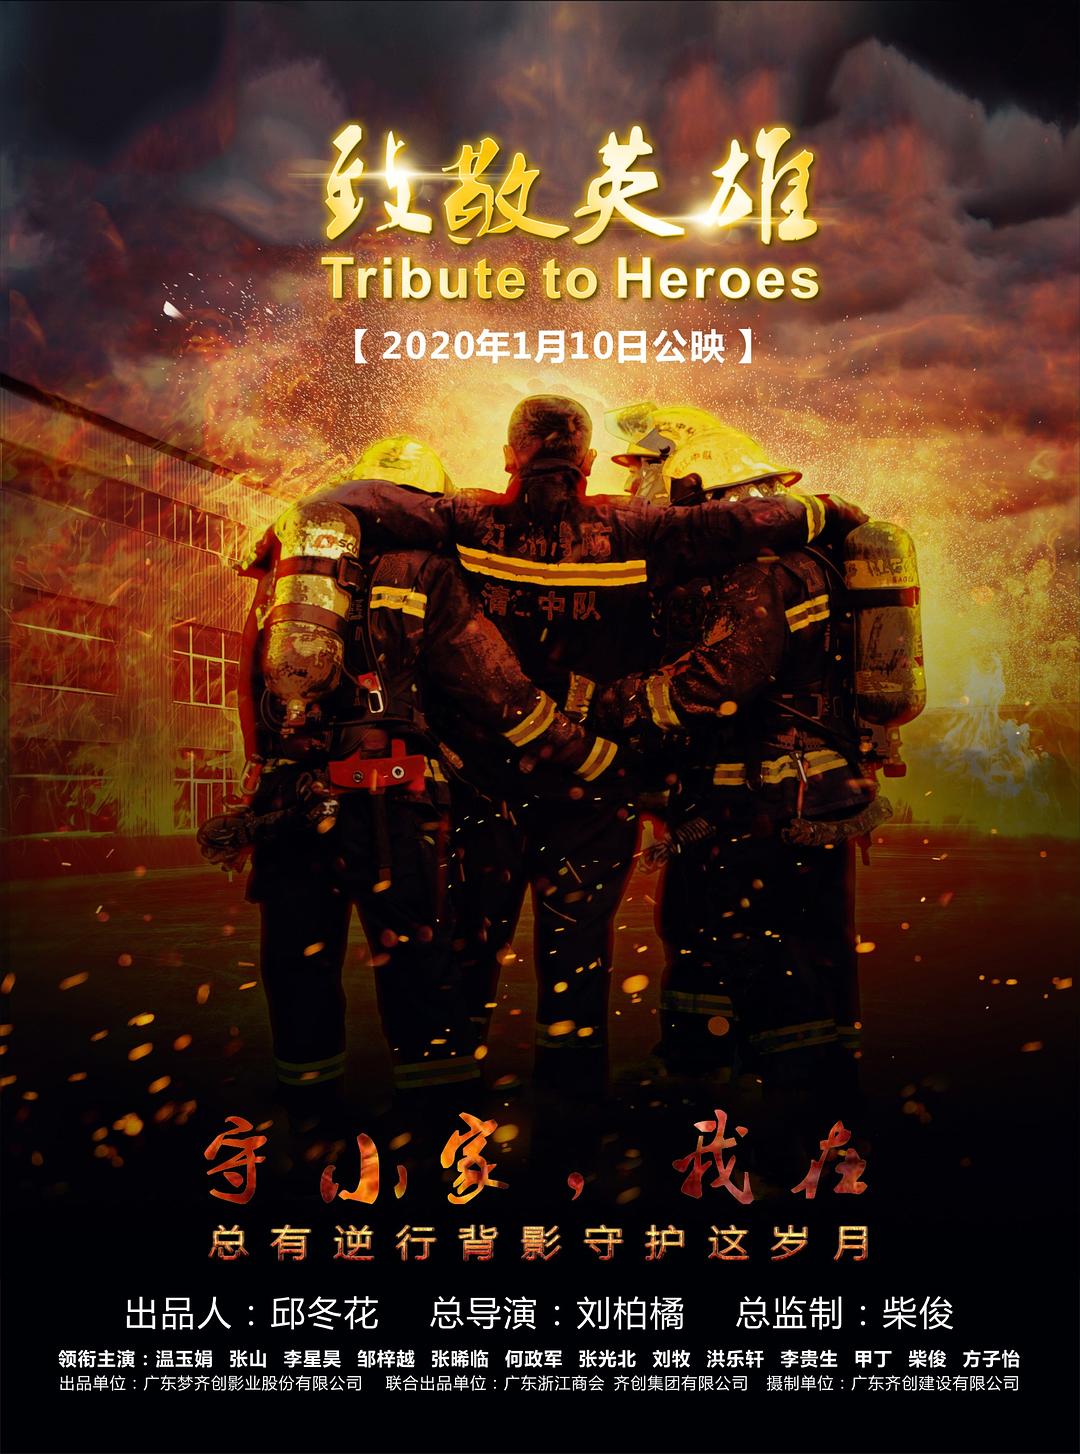 致敬英雄
Tribute to Heroes
【 2020年1月10日公映 】
中队
清江中队
守小家，我在
总有逆行背影守护这岁月
出品人：邱冬花 总导演：刘柏橘 总监制：柴俊
领衔主演：温玉娟 张山 李星昊 邹梓越 张晞临 何政军 张光北 刘牧 洪乐轩 李贵生 甲丁 柴俊 方子怡
出品单位：广东梦齐创影业股份有限公司 联合出品单位：广东浙江商会 齐创集团有限公司 摄制单位：广东齐创建设有限公司